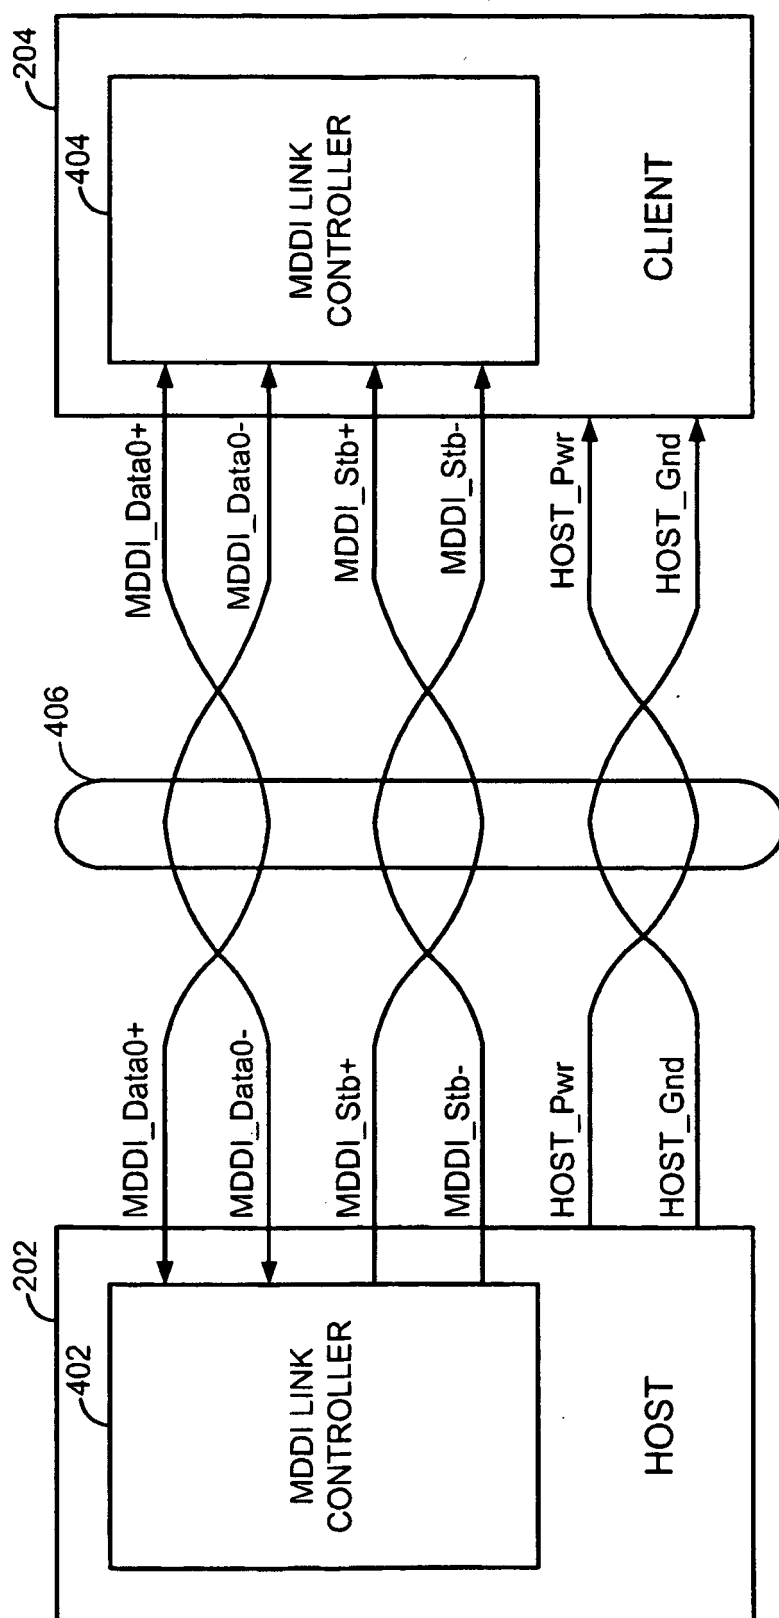 202
402
MDDI LINK
CONTROLLER
HOST
MDDI_Data0+
MDDI_Data0-
MDDI_Stb+
MDDI_Stb-
HOST_Pwr
HOST_Gnd
406
MDDI_Data0+
MDDI_Data0-
MDDI_Stb+
MDDI_Stb-
HOST_Pwr
HOST_Gnd
204
404
MDDI LINK
CONTROLLER
CLIENT